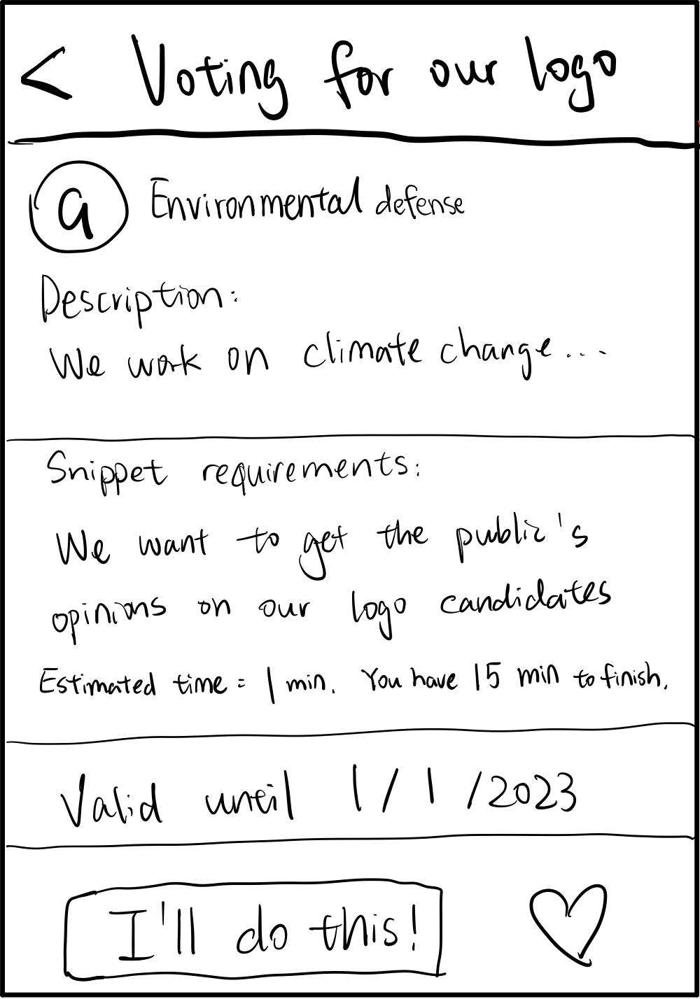 < Voting for our logo
a Environmental defense
Description:
We work on climate change...
Snippet requirements:
We want to get the public's
opinions on our logo candidates
Estimated time = 1 min. You have 15 min to finish.
Valid until 1/1/2023
I'll do this!